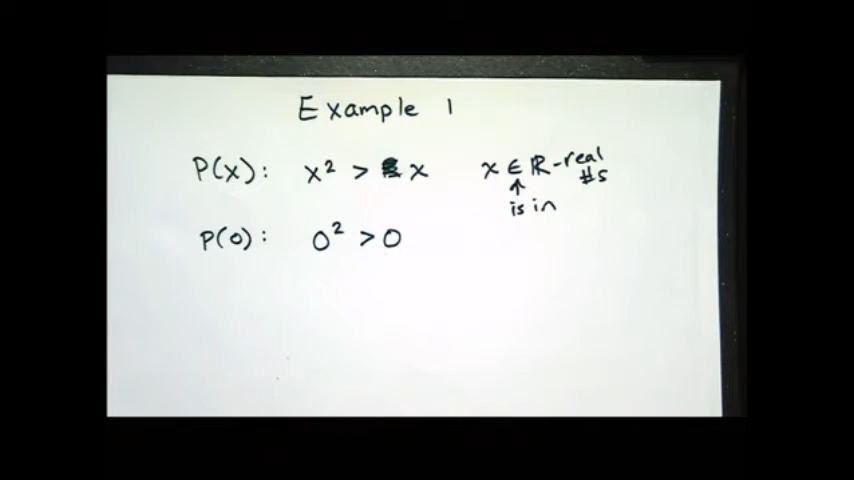 Example 1
P(x): x² > x x ∈ ℝ - real #s
↑
is in
P(0): 0² > 0